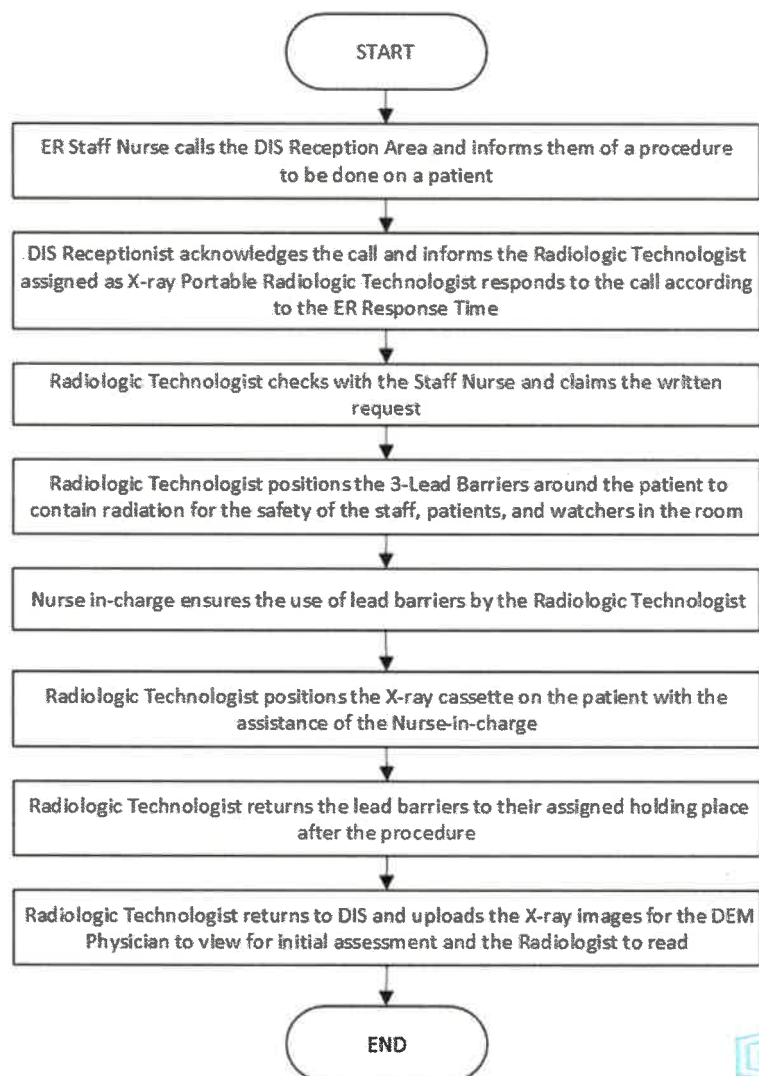 START
ER Staff Nurse calls the DIS Reception Area and informs them of a procedure
to be done on a patient
DIS Receptionist acknowledges the call and informs the Radiologic Technologist
assigned as X-ray Portable Radiologic Technologist responds to the call according
to the ER Response Time
Radiologic Technologist checks with the Staff Nurse and claims the written
request
Radiologic Technologist positions the 3-Lead Barriers around the patient to
contain radiation for the safety of the staff, patients, and watchers in the room
Nurse in-charge ensures the use of lead barriers by the Radiologic Technologist
Radiologic Technologist positions the X-ray cassette on the patient with the
assistance of the Nurse-in-charge
Radiologic Technologist returns the lead barriers to their assigned holding place
after the procedure
Radiologic Technologist returns to DIS and uploads the X-ray images for the DEM
Physician to view for initial assessment and the Radiologist to read
END